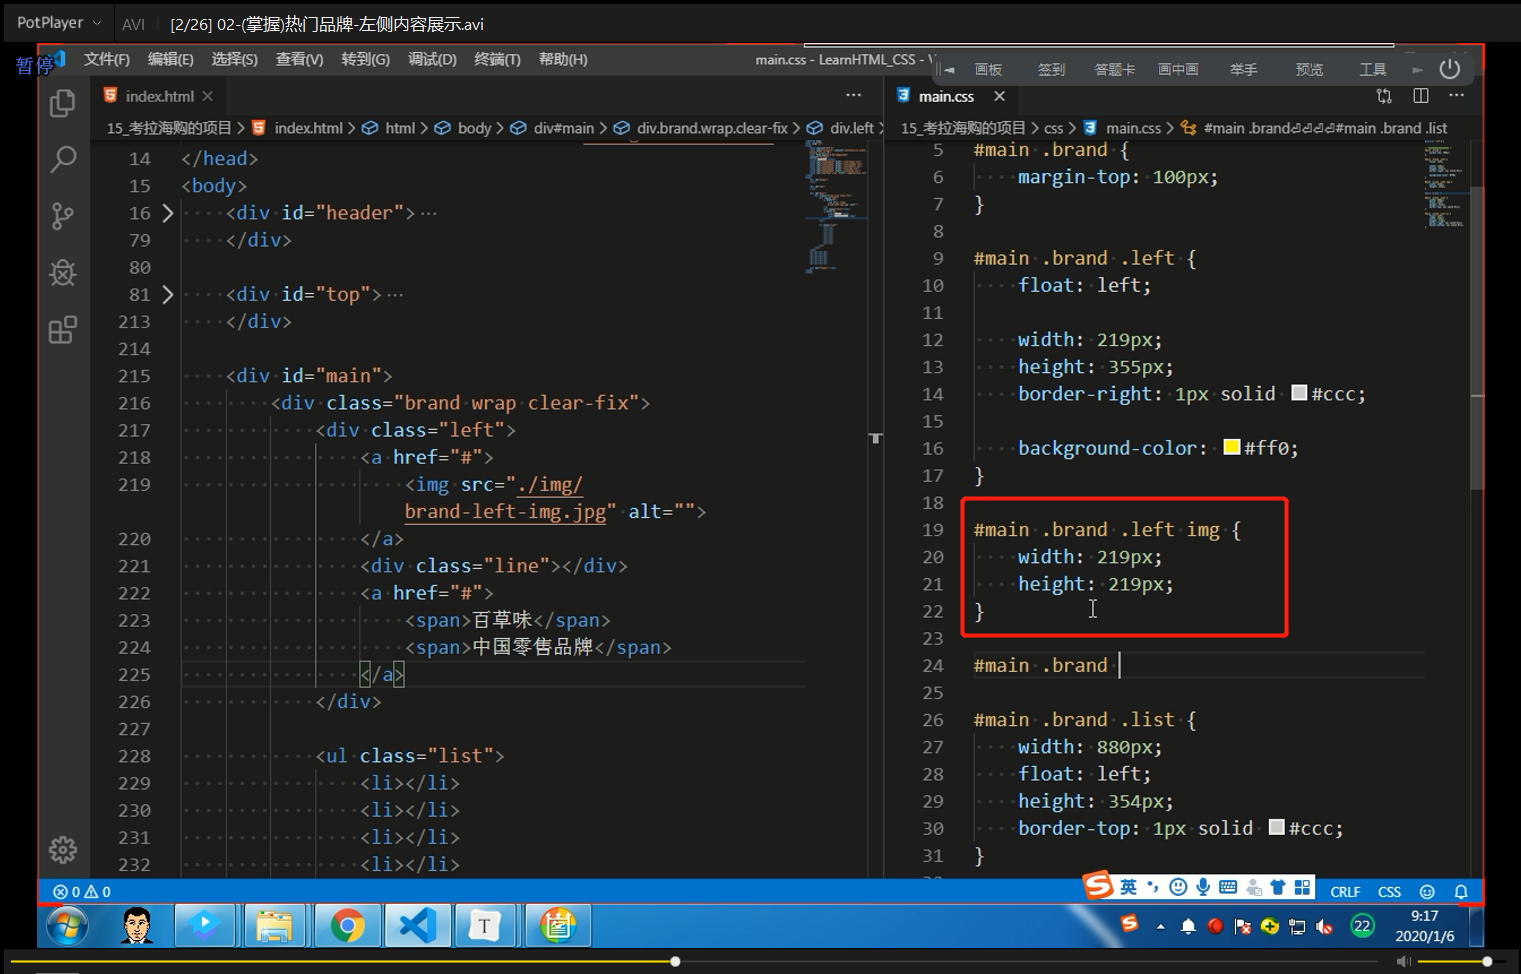 PotPlayer AVI [2/26] 02-(掌握)热门品牌-左侧内容展示.avi
暂停
文件(F) 编辑(E) 选择(S) 查看(V) 转到(G) 调试(D) 终端(T) 帮助(H) main.css - LearnHTML_CSS -
画板 签到 答题卡 画中画 举手 预览 工具
index.html
15_考拉海购的项目 > index.html > html > body > div#main > div.brand.wrap.clear-fix > div.left >
14 </head>
15 <body>
16 <div id="header">…
79 </div>
80
81 <div id="top">…
213 </div>
214
215 <div id="main">
216 <div class="brand wrap clear-fix">
217 <div class="left">
218 <a href="#">
219 <img src="./img/
brand-left-img.jpg" alt="">
220 </a>
221 <div class="line"></div>
222 <a href="#">
223 <span>百草味</span>
224 <span>中国零售品牌</span>
225 </a>
226 </div>
227
228 <ul class="list">
229 <li></li>
230 <li></li>
231 <li></li>
232 <li></li>
main.css
15_考拉海购的项目 > css > main.css > #main .brand⏎⏎⏎⏎#main .brand .list
5 #main .brand {
6 margin-top: 100px;
7 }
8
9 #main .brand .left {
10 float: left;
11
12 width: 219px;
13 height: 355px;
14 border-right: 1px solid #ccc;
15
16 background-color: #ff0;
17 }
18
19 #main .brand .left img {
20 width: 219px;
21 height: 219px;
22 }
23
24 #main .brand
25
26 #main .brand .list {
27 width: 880px;
28 float: left;
29 height: 354px;
30 border-top: 1px solid #ccc;
31 }
0 0
英
CRLF CSS
22
9:17
2020/1/6